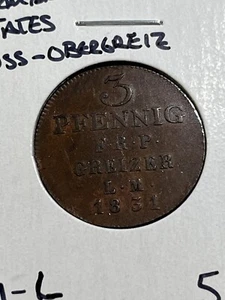 TATES
SS-OBERGREIZ
3
PFENNIG
F·R·P·
GREIZER
L·M·
1831
5